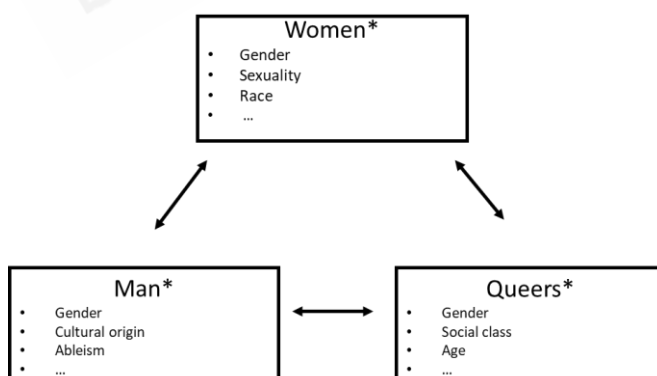 Women*
• Gender
• Sexuality
• Race
• ...
Man*
• Gender
• Cultural origin
• Ableism
• ...
Queers*
• Gender
• Social class
• Age
• ...